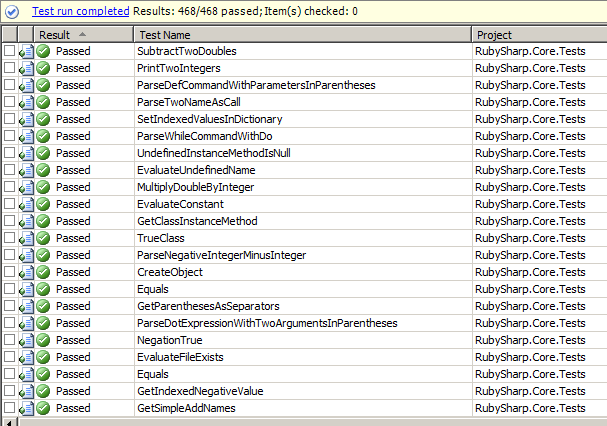 Test run completed Results: 468/468 passed; Item(s) checked: 0
Result Test Name Project
Passed SubtractTwoDoubles RubySharp.Core.Tests
Passed PrintTwoIntegers RubySharp.Core.Tests
Passed ParseDefCommandWithParametersInParentheses RubySharp.Core.Tests
Passed ParseTwoNameAsCall RubySharp.Core.Tests
Passed SetIndexedValuesInDictionary RubySharp.Core.Tests
Passed ParseWhileCommandWithDo RubySharp.Core.Tests
Passed UndefinedInstanceMethodIsNull RubySharp.Core.Tests
Passed EvaluateUndefinedName RubySharp.Core.Tests
Passed MultiplyDoubleByInteger RubySharp.Core.Tests
Passed EvaluateConstant RubySharp.Core.Tests
Passed GetClassInstanceMethod RubySharp.Core.Tests
Passed TrueClass RubySharp.Core.Tests
Passed ParseNegativeIntegerMinusInteger RubySharp.Core.Tests
Passed CreateObject RubySharp.Core.Tests
Passed Equals RubySharp.Core.Tests
Passed GetParenthesesAsSeparators RubySharp.Core.Tests
Passed ParseDotExpressionWithTwoArgumentsInParentheses RubySharp.Core.Tests
Passed NegationTrue RubySharp.Core.Tests
Passed EvaluateFileExists RubySharp.Core.Tests
Passed Equals RubySharp.Core.Tests
Passed GetIndexedNegativeValue RubySharp.Core.Tests
Passed GetSimpleAddNames RubySharp.Core.Tests